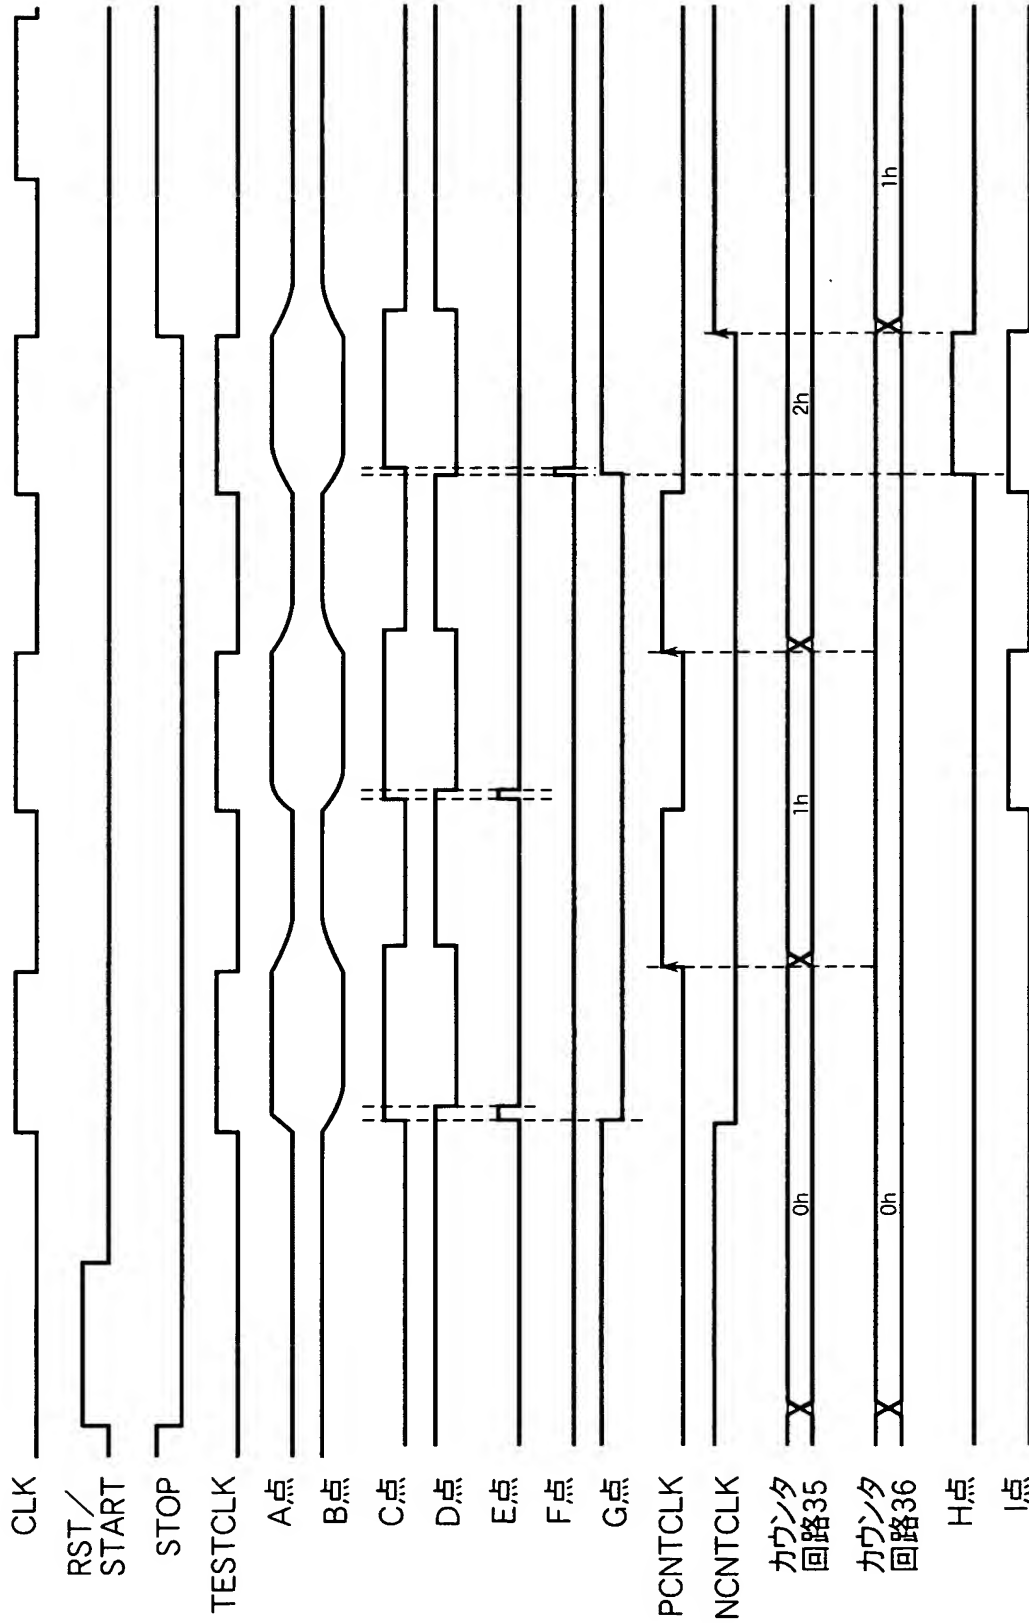 CLK
RST/
START
STOP
TESTCLK
A点
B点
C点
D点
E点
F点
G点
PCNTCLK
NCNTCLK
カウンタ
回路35
0h
1h
2h
カウンタ
回路36
0h
1h
H点
I点